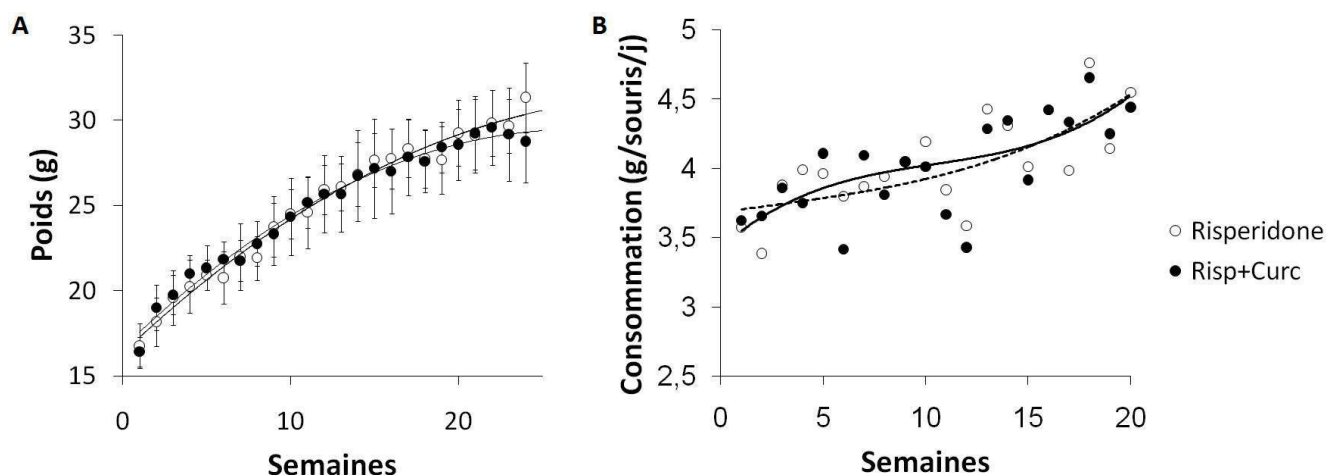 A
Poids (g)
35
30
25
20
15
0
10
20
Semaines
B
Consommation (g/souris/j)
5
4,5
4
3,5
3
2,5
0
5
10
15
20
Semaines
Risperidone
Risp+Curc